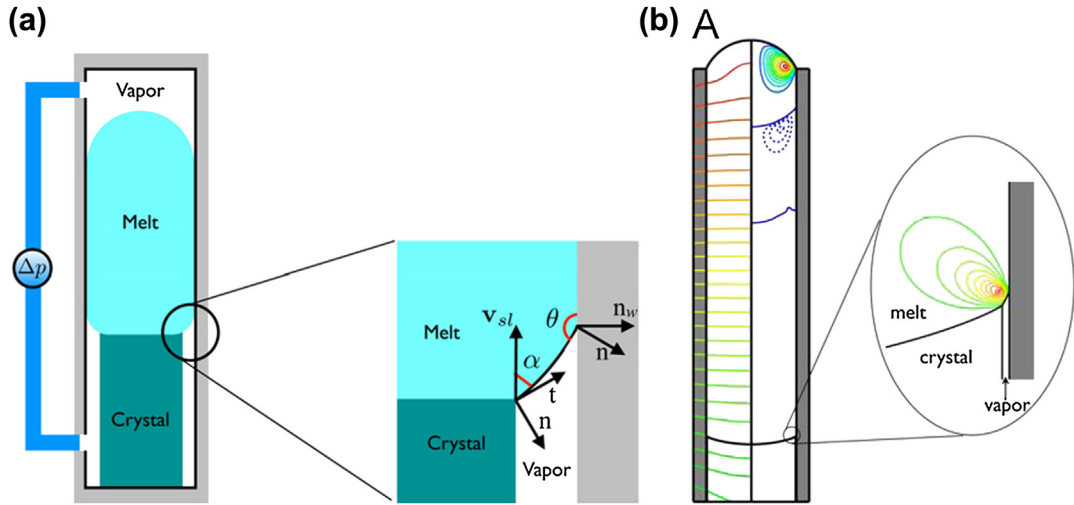 (a)
Vapor
Melt
Δp
Crystal
Melt
v_sl
θ
n_w
n
α
t
n
Crystal
Vapor
(b) A
melt
crystal
vapor